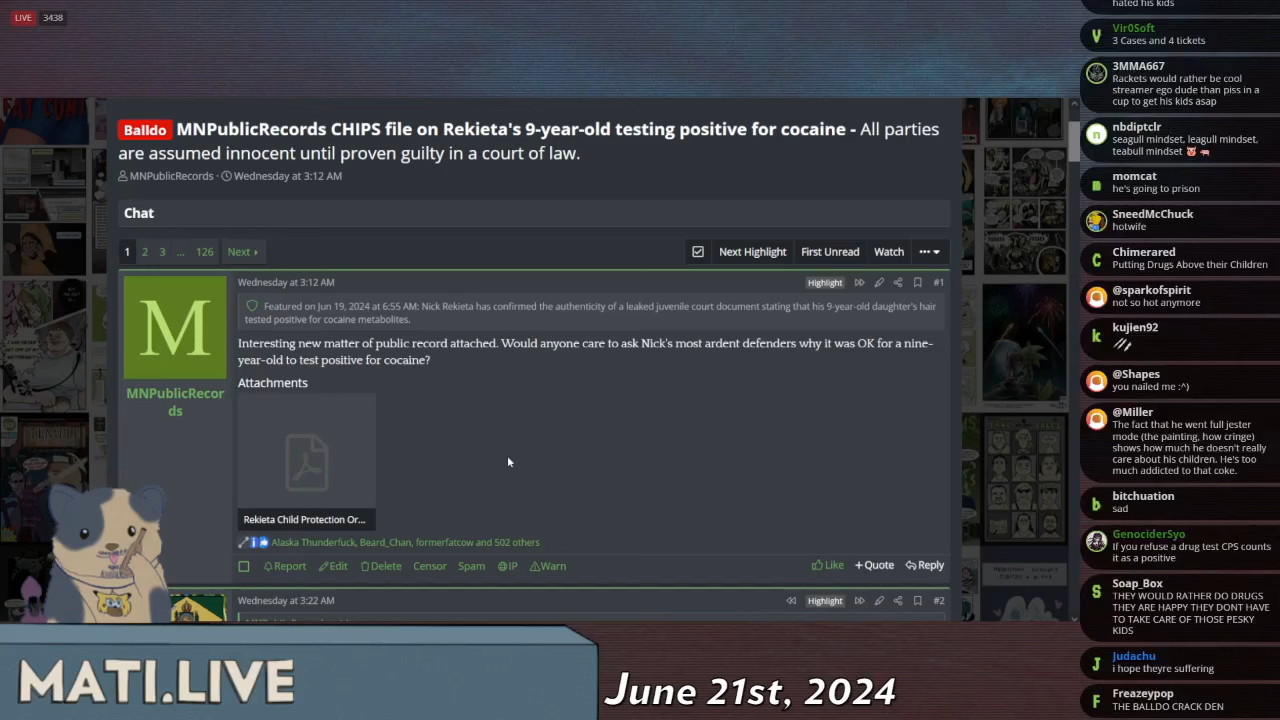 LIVE 3438
Balldo MNPublicRecords CHIPS file on Rekieta's 9-year-old testing positive for cocaine - All parties
are assumed innocent until proven guilty in a court of law.
MNPublicRecords · Wednesday at 3:12 AM
Chat
1 2 3 ... 126 Next
Next Highlight First Unread Watch
M
MNPublicRecor
ds
Wednesday at 3:12 AM
Highlight #1
Featured on Jun 19, 2024 at 6:55 AM: Nick Rekieta has confirmed the authenticity of a leaked juvenile court document stating that his 9-year-old daughter's hair
tested positive for cocaine metabolites.
Interesting new matter of public record attached. Would anyone care to ask Nick's most ardent defenders why it was OK for a nine-
year-old to test positive for cocaine?
Attachments
Rekieta Child Protection Or...
Alaska Thunderfuck, Beard_Chan, formerfatcow and 502 others
Report Edit Delete Censor Spam IP Warn
Like +Quote Reply
Wednesday at 3:22 AM
Highlight #2
MATI.LIVE
June 21st, 2024
hated his kids
V
Vir0Soft
3 Cases and 4 tickets
3MMA667
Rackets would rather be cool
streamer ego dude than piss in a
cup to get his kids asap
n
nbdiptclr
seagull mindset, leagull mindset,
teabull mindset
m
momcat
he's going to prison
SneedMcChuck
hotwife
C
Chimerared
Putting Drugs Above their Children
@sparkofspirit
not so hot anymore
k
kujien92
@Shapes
you nailed me :^)
@Miller
The fact that he went full jester
mode (the painting, how cringe)
shows how much he doesn't really
care about his children. He's too
much addicted to that coke.
b
bitchuation
sad
GenociderSyo
If you refuse a drug test CPS counts
it as a positive
S
Soap_Box
THEY WOULD RATHER DO DRUGS
THEY ARE HAPPY THEY DONT HAVE
TO TAKE CARE OF THOSE PESKY
KIDS
J
Judachu
i hope theyre suffering
F
Freazeypop
THE BALLDO CRACK DEN